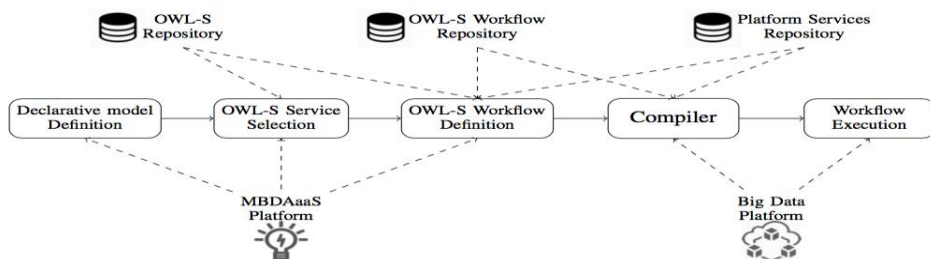 OWL-S
Repository
OWL-S Workflow
Repository
Platform Services
Repository
Declarative model
Definition
OWL-S Service
Selection
OWL-S Workflow
Definition
Compiler
Workflow
Execution
MBDAaaS
Platform
Big Data
Platform